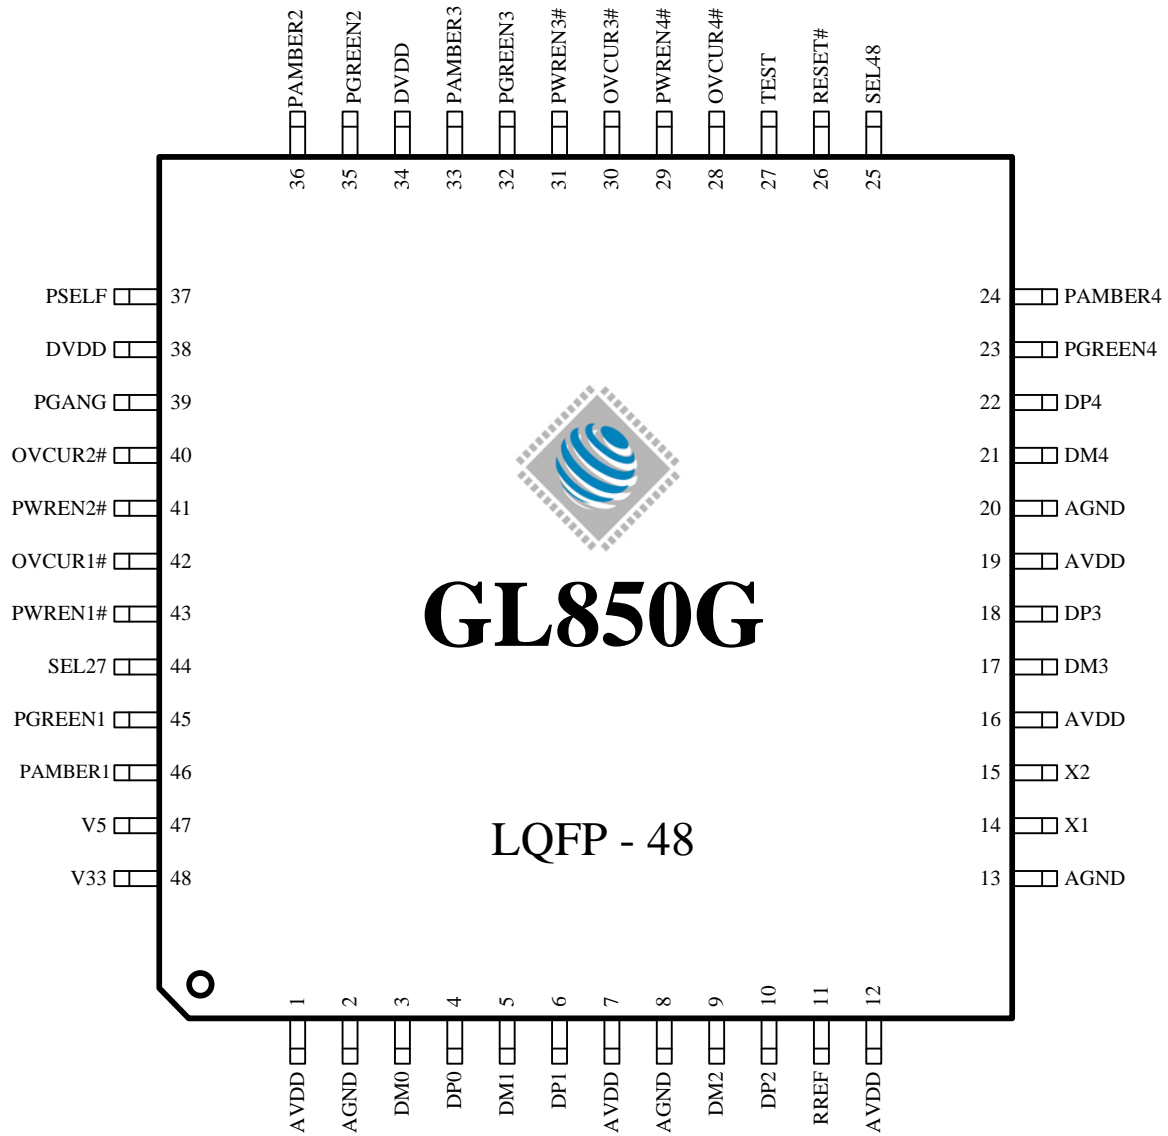 PAMBER2
PGREEN2
DVDD
PAMBER3
PGREEN3
PWREN3#
OVCUR3#
PWREN4#
OVCUR4#
TEST
RESET#
SEL48
36
35
34
33
32
31
30
29
28
27
26
25
PSELF 37
DVDD 38
PGANG 39
OVCUR2# 40
PWREN2# 41
OVCUR1# 42
PWREN1# 43
SEL27 44
PGREEN1 45
PAMBER1 46
V5 47
V33 48
24 PAMBER4
23 PGREEN4
22 DP4
21 DM4
20 AGND
19 AVDD
18 DP3
17 DM3
16 AVDD
15 X2
14 X1
13 AGND
GL850G
LQFP - 48
1
2
3
4
5
6
7
8
9
10
11
12
AVDD
AGND
DM0
DP0
DM1
DP1
AVDD
AGND
DM2
DP2
RREF
AVDD